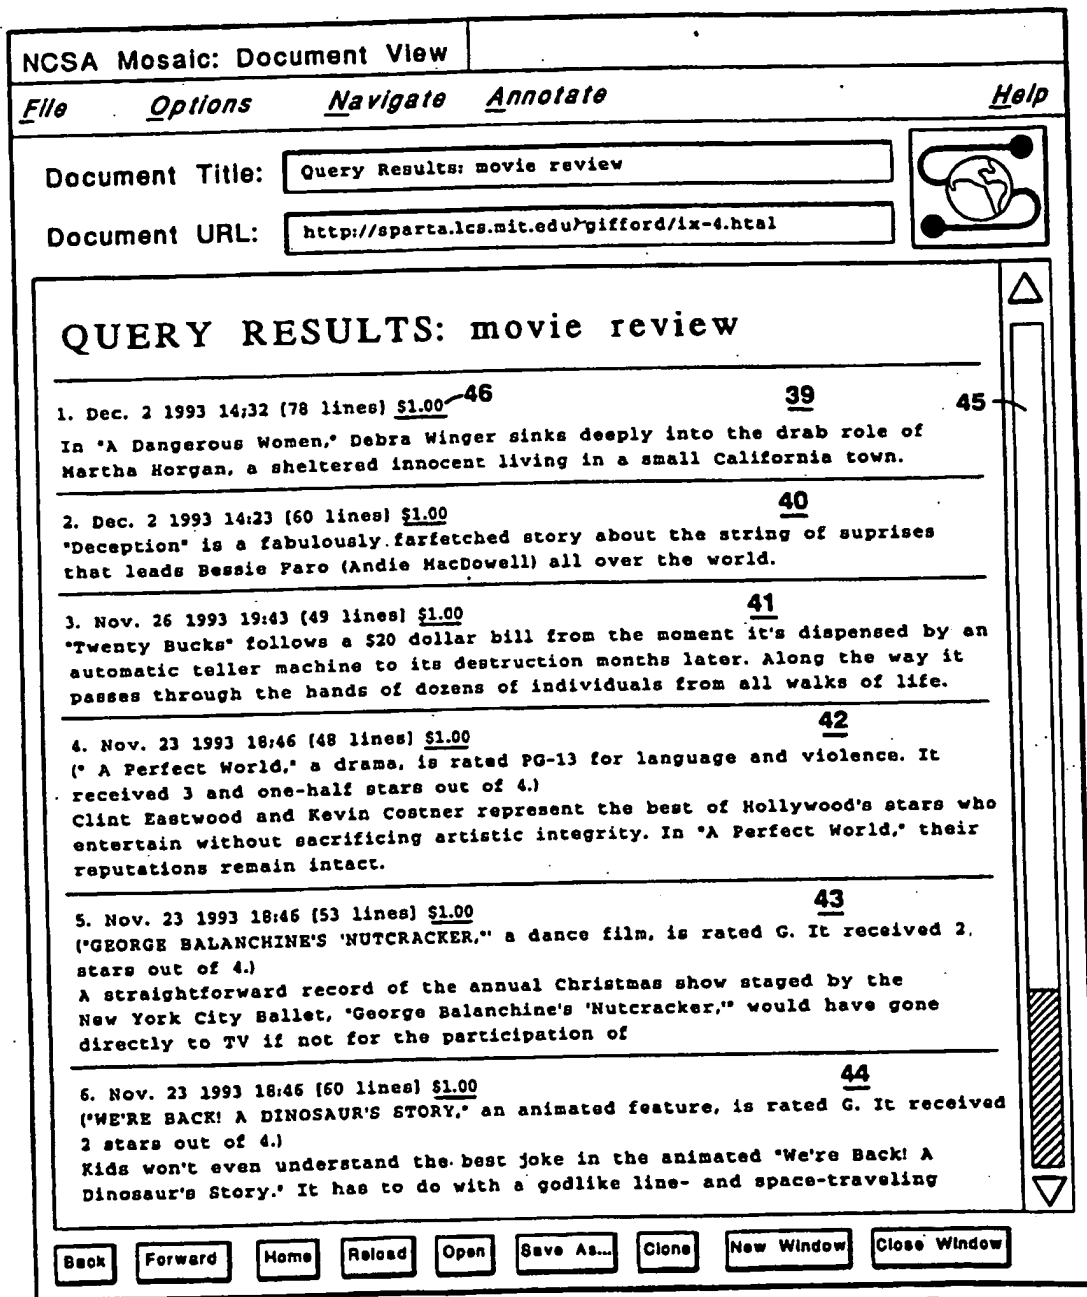 NCSA Mosaic: Document View
File Options Navigate Annotate Help
Document Title: Query Results: movie review
Document URL: http://sparta.lcs.mit.edu/~gifford/ix-4.htal
QUERY RESULTS: movie review
1. Dec. 2 1993 14:32 [78 lines] $1.00 46 39 45
In "A Dangerous Women," Debra Winger sinks deeply into the drab role of
Martha Horgan, a sheltered innocent living in a small California town.
2. Dec. 2 1993 14:23 [60 lines] $1.00 40
"Deception" is a fabulously farfetched story about the string of suprises
that leads Bessie Faro (Andie MacDowell) all over the world.
3. Nov. 26 1993 19:43 [49 lines] $1.00 41
"Twenty Bucks" follows a $20 dollar bill from the moment it's dispensed by an
automatic teller machine to its destruction months later. Along the way it
passes through the hands of dozens of individuals from all walks of life.
4. Nov. 23 1993 18:46 [48 lines] $1.00 42
(" A Perfect World," a drama, is rated PG-13 for language and violence. It
received 3 and one-half stars out of 4.)
Clint Eastwood and Kevin Costner represent the best of Hollywood's stars who
entertain without sacrificing artistic integrity. In "A Perfect World," their
reputations remain intact.
5. Nov. 23 1993 18:46 [53 lines] $1.00 43
("GEORGE BALANCHINE'S 'NUTCRACKER,'" a dance film, is rated G. It received 2
stars out of 4.)
A straightforward record of the annual Christmas show staged by the
New York City Ballet, "George Balanchine's 'Nutcracker,'" would have gone
directly to TV if not for the participation of
6. Nov. 23 1993 18:46 [60 lines] $1.00 44
("WE'RE BACK! A DINOSAUR'S STORY," an animated feature, is rated G. It received
2 stars out of 4.)
Kids won't even understand the best joke in the animated "We're Back! A
Dinosaur's Story." It has to do with a godlike line- and space-traveling
Back Forward Home Reload Open Save As... Clone New Window Close Window